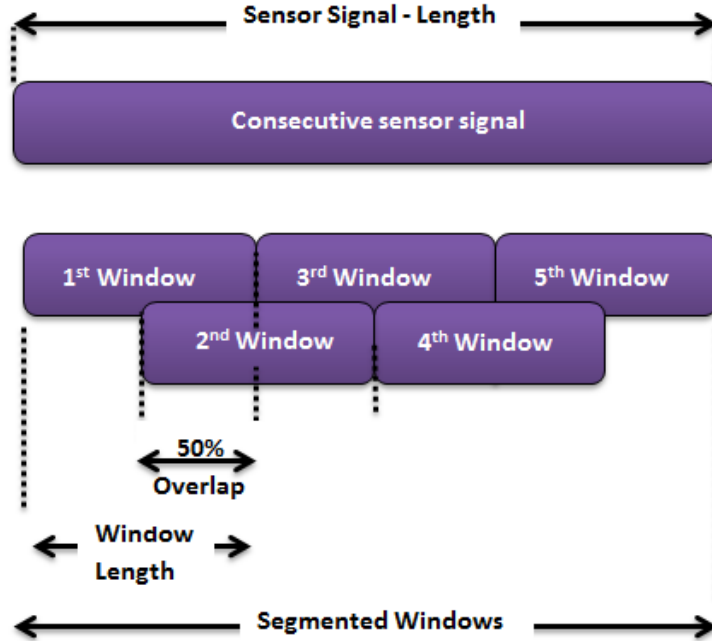 Sensor Signal - Length
Consecutive sensor signal
1st Window
3rd Window
5th Window
2nd Window
4th Window
50%
Overlap
Window
Length
Segmented Windows